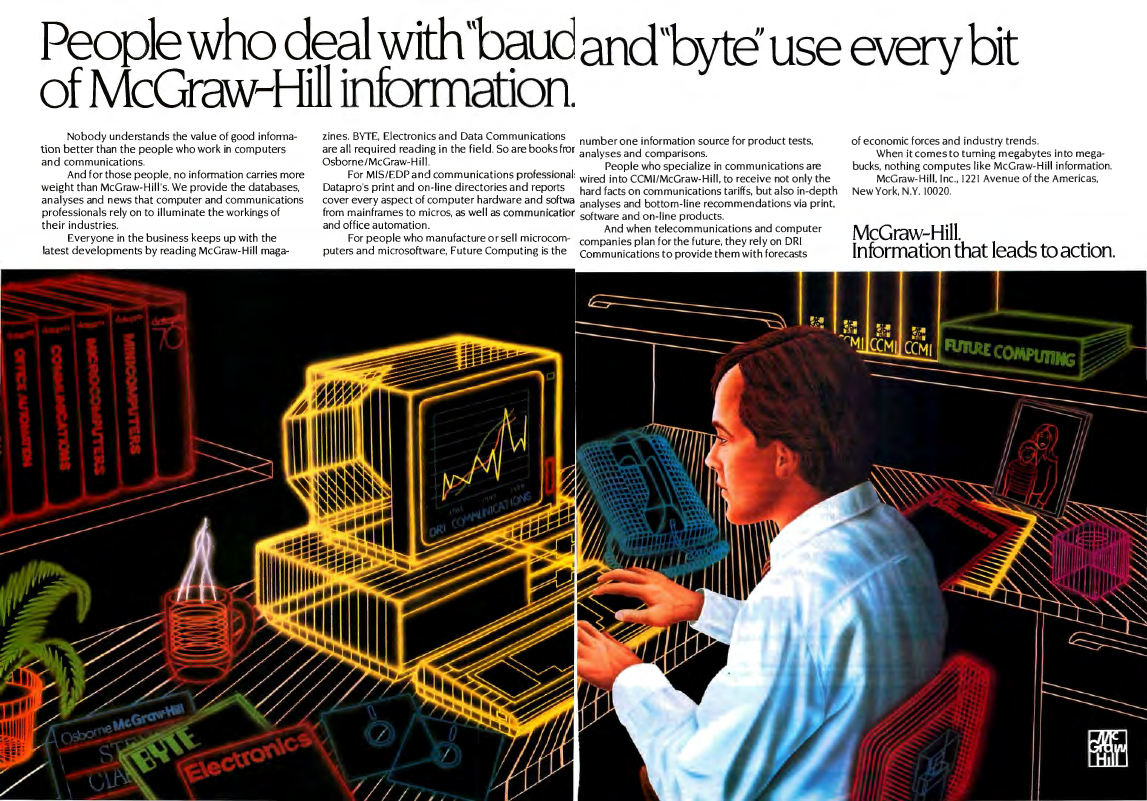 People who deal with "baud" and "byte" use every bit
of McGraw-Hill information.
Nobody understands the value of good informa-
tion better than the people who work in computers
and communications.
And for those people, no information carries more
weight than McGraw-Hill's. We provide the databases,
analyses and news that computer and communications
professionals rely on to illuminate the workings of
their industries.
Everyone in the business keeps up with the
latest developments by reading McGraw-Hill maga-
zines. BYTE, Electronics and Data Communications
are all required reading in the field. So are books from
Osborne/McGraw-Hill.
For MIS/EDP and communications professionals
Datapro's print and on-line directories and reports
cover every aspect of computer hardware and softwa
from mainframes to micros, as well as communication
and office automation.
For people who manufacture or sell microcom-
puters and microsoftware, Future Computing is the
number one information source for product tests,
analyses and comparisons.
People who specialize in communications are
wired into CCMI/McGraw-Hill, to receive not only the
hard facts on communications tariffs, but also in-depth
analyses and bottom-line recommendations via print,
software and on-line products.
And when telecommunications and computer
companies plan for the future, they rely on DRI
Communications to provide them with forecasts
of economic forces and industry trends.
When it comes to turning megabytes into mega-
bucks, nothing computes like McGraw-Hill information.
McGraw-Hill, Inc., 1221 Avenue of the Americas,
New York, N.Y. 10020.
McGraw-Hill.
Information that leads to action.
OFFICE AUTOMATION
datapro
COMMUNICATIONS
datapro
MICROCOMPUTERS
datapro
MINICOMPUTERS
datapro
70
DRI COMMUNICATIONS
CCMI
CCMI
CCMI
FUTURE COMPUTING
Osborne McGraw-Hill
BYTE
Electronics
Mc
Graw
Hill